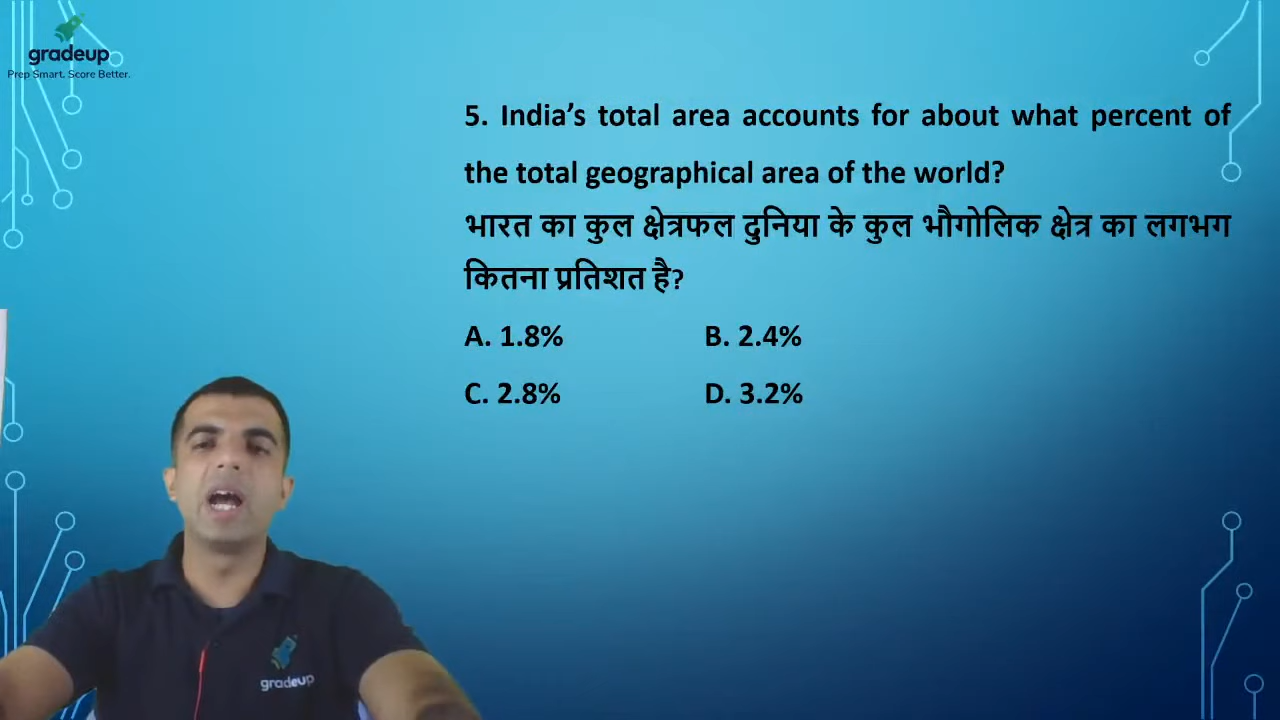 gradeup
Prep Smart. Score Better.
5. India's total area accounts for about what percent of
the total geographical area of the world?
भारत का कुल क्षेत्रफल दुनिया के कुल भौगोलिक क्षेत्र का लगभग
कितना प्रतिशत है?
A. 1.8% B. 2.4%
C. 2.8% D. 3.2%
gradeup